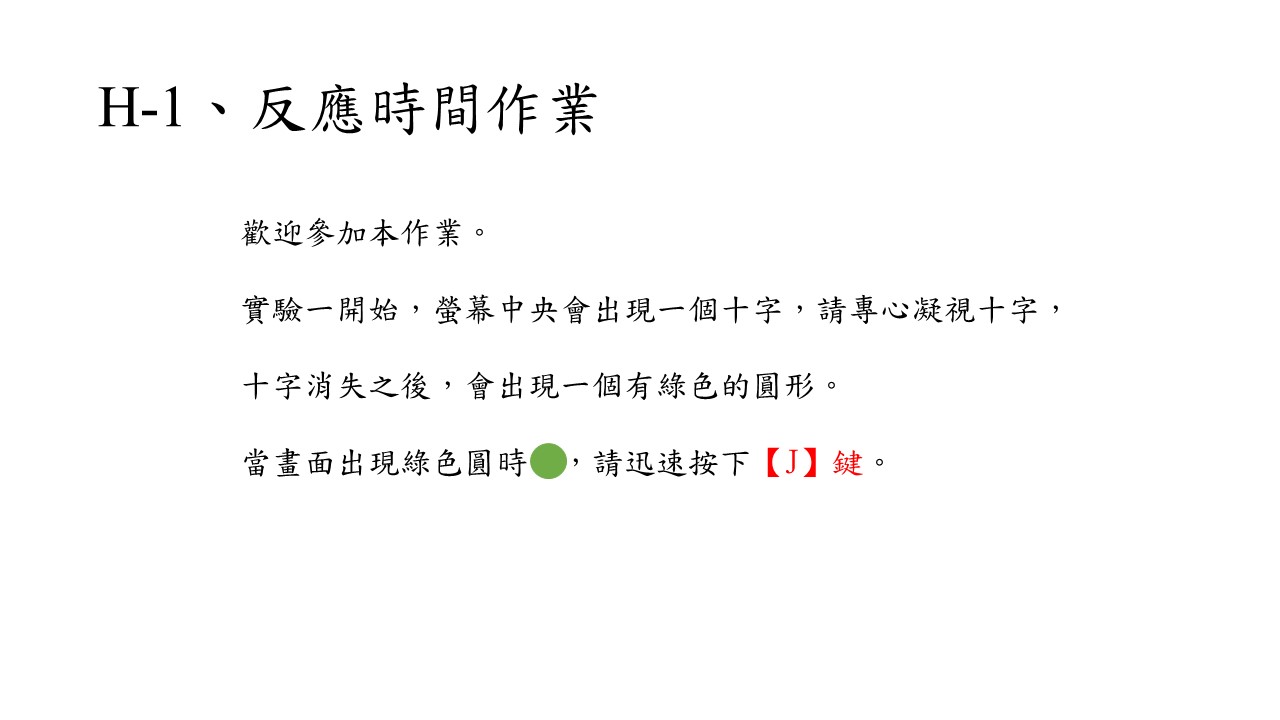 H-1、反應時間作業
歡迎參加本作業。
實驗一開始，螢幕中央會出現一個十字，請專心凝視十字，
十字消失之後，會出現一個有綠色的圓形。
當畫面出現綠色圓時，請迅速按下【J】鍵。